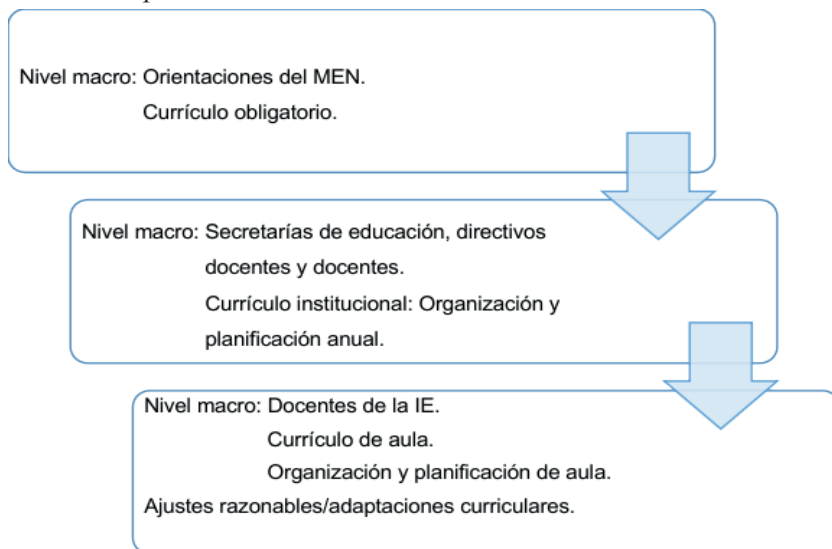 Nivel macro: Orientaciones del MEN.
Currículo obligatorio.
Nivel macro: Secretarías de educación, directivos
docentes y docentes.
Currículo institucional: Organización y
planificación anual.
Nivel macro: Docentes de la IE.
Currículo de aula.
Organización y planificación de aula.
Ajustes razonables/adaptaciones curriculares.